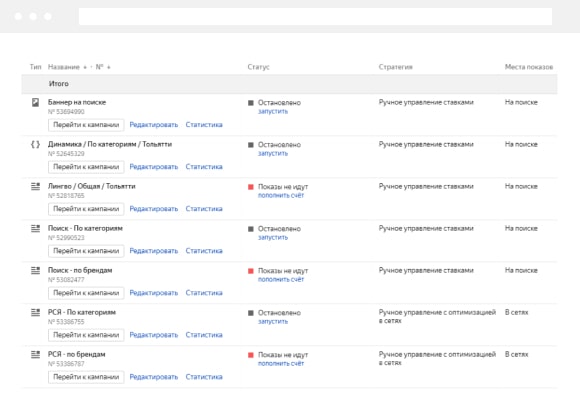 Тип Название № Статус Стратегия Места показов
Итого
Баннер на поиске Остановлено Ручное управление ставками На поиске
№ 53694990 запустить
Перейти к кампании Редактировать Статистика
Динамика / По категориям / Тольятти Остановлено Ручное управление ставками На поиске
№ 52645329 запустить
Перейти к кампании Редактировать Статистика
Лингво / Общая / Тольятти Показы не идут Ручное управление ставками На поиске
№ 52818765 пополнить счёт
Перейти к кампании Редактировать Статистика
Поиск - По категориям Остановлено Ручное управление ставками На поиске
№ 52990523 запустить
Перейти к кампании Редактировать Статистика
Поиск - по брендам Показы не идут Ручное управление ставками На поиске
№ 53082477 пополнить счёт
Перейти к кампании Редактировать Статистика
РСЯ - По категориям Остановлено Ручное управление с оптимизацией В сетях
№ 53386755 запустить в сетях
Перейти к кампании Редактировать Статистика
РСЯ - по брендам Показы не идут Ручное управление с оптимизацией В сетях
№ 53386787 пополнить счёт в сетях
Перейти к кампании Редактировать Статистика